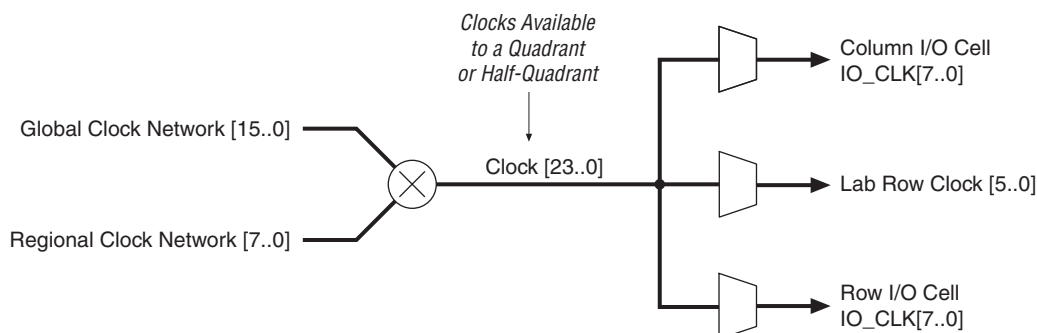 Clocks Available
to a Quadrant
or Half-Quadrant
Column I/O Cell
IO_CLK[7..0]
Global Clock Network [15..0]
Clock [23..0]
Lab Row Clock [5..0]
Regional Clock Network [7..0]
Row I/O Cell
IO_CLK[7..0]